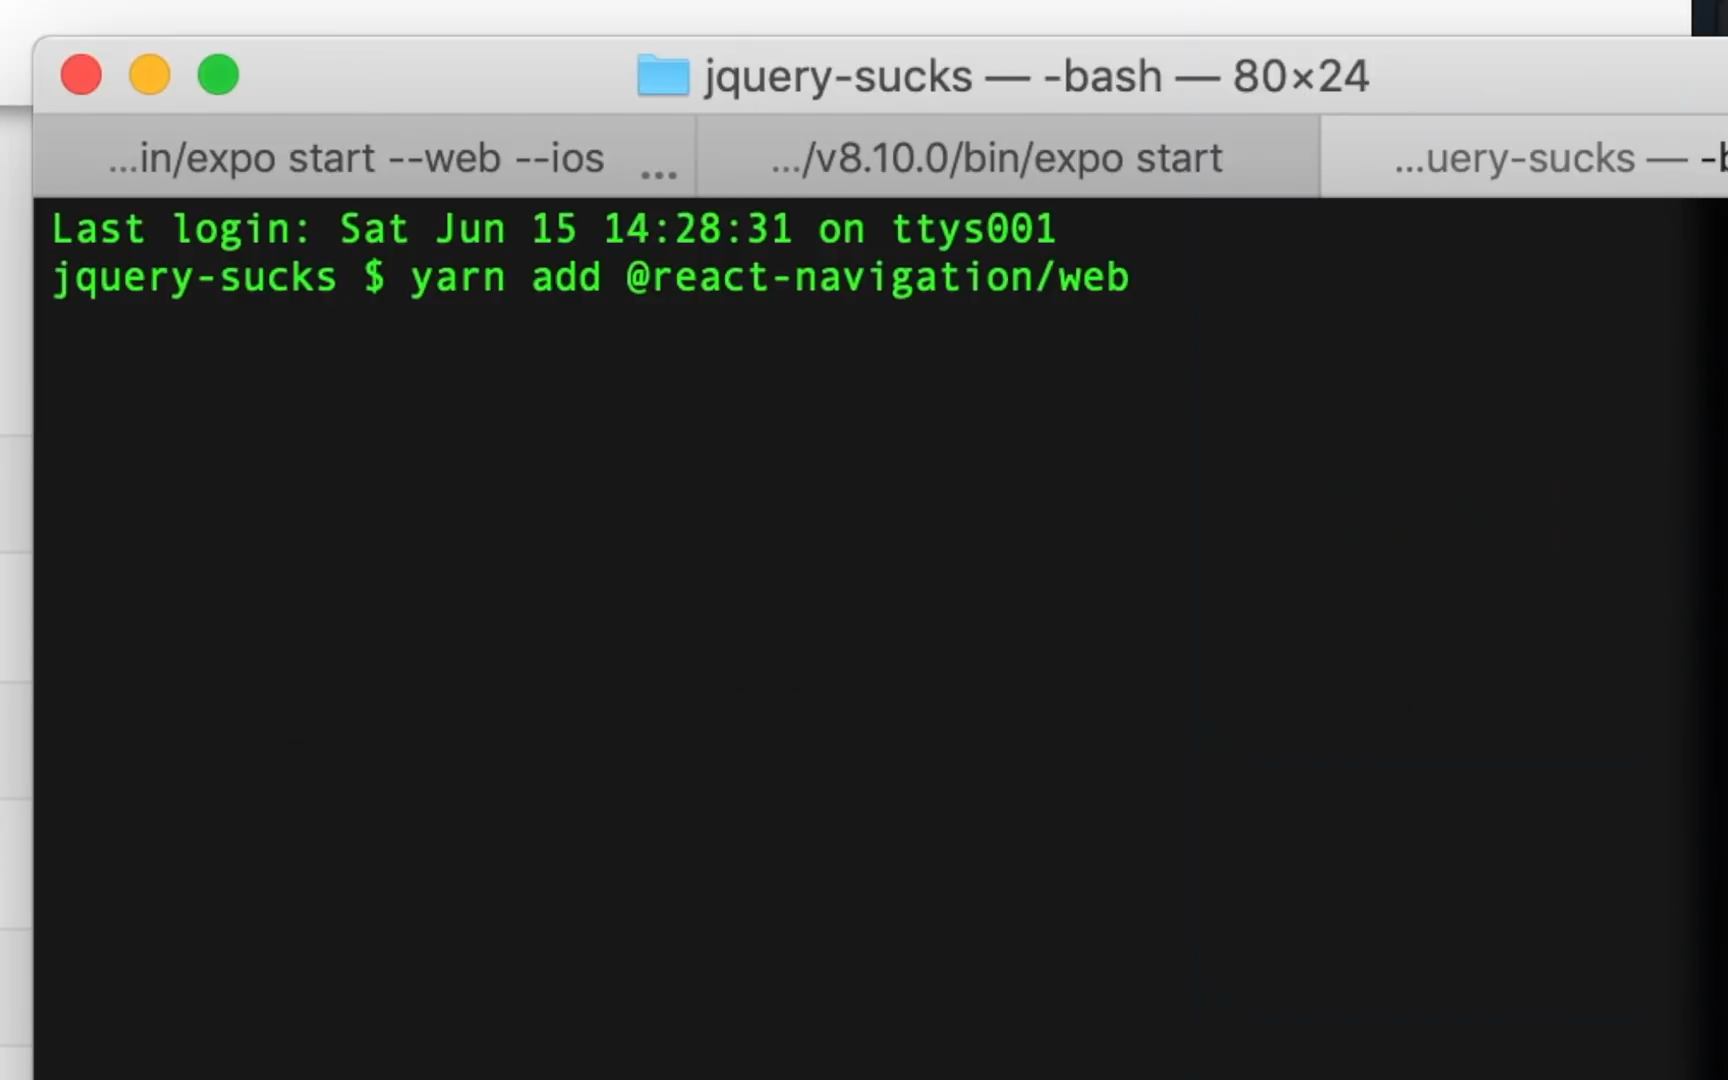 jquery-sucks — -bash — 80×24
...in/expo start --web --ios ...
.../v8.10.0/bin/expo start
...uery-sucks — -b
Last login: Sat Jun 15 14:28:31 on ttys001
jquery-sucks $ yarn add @react-navigation/web